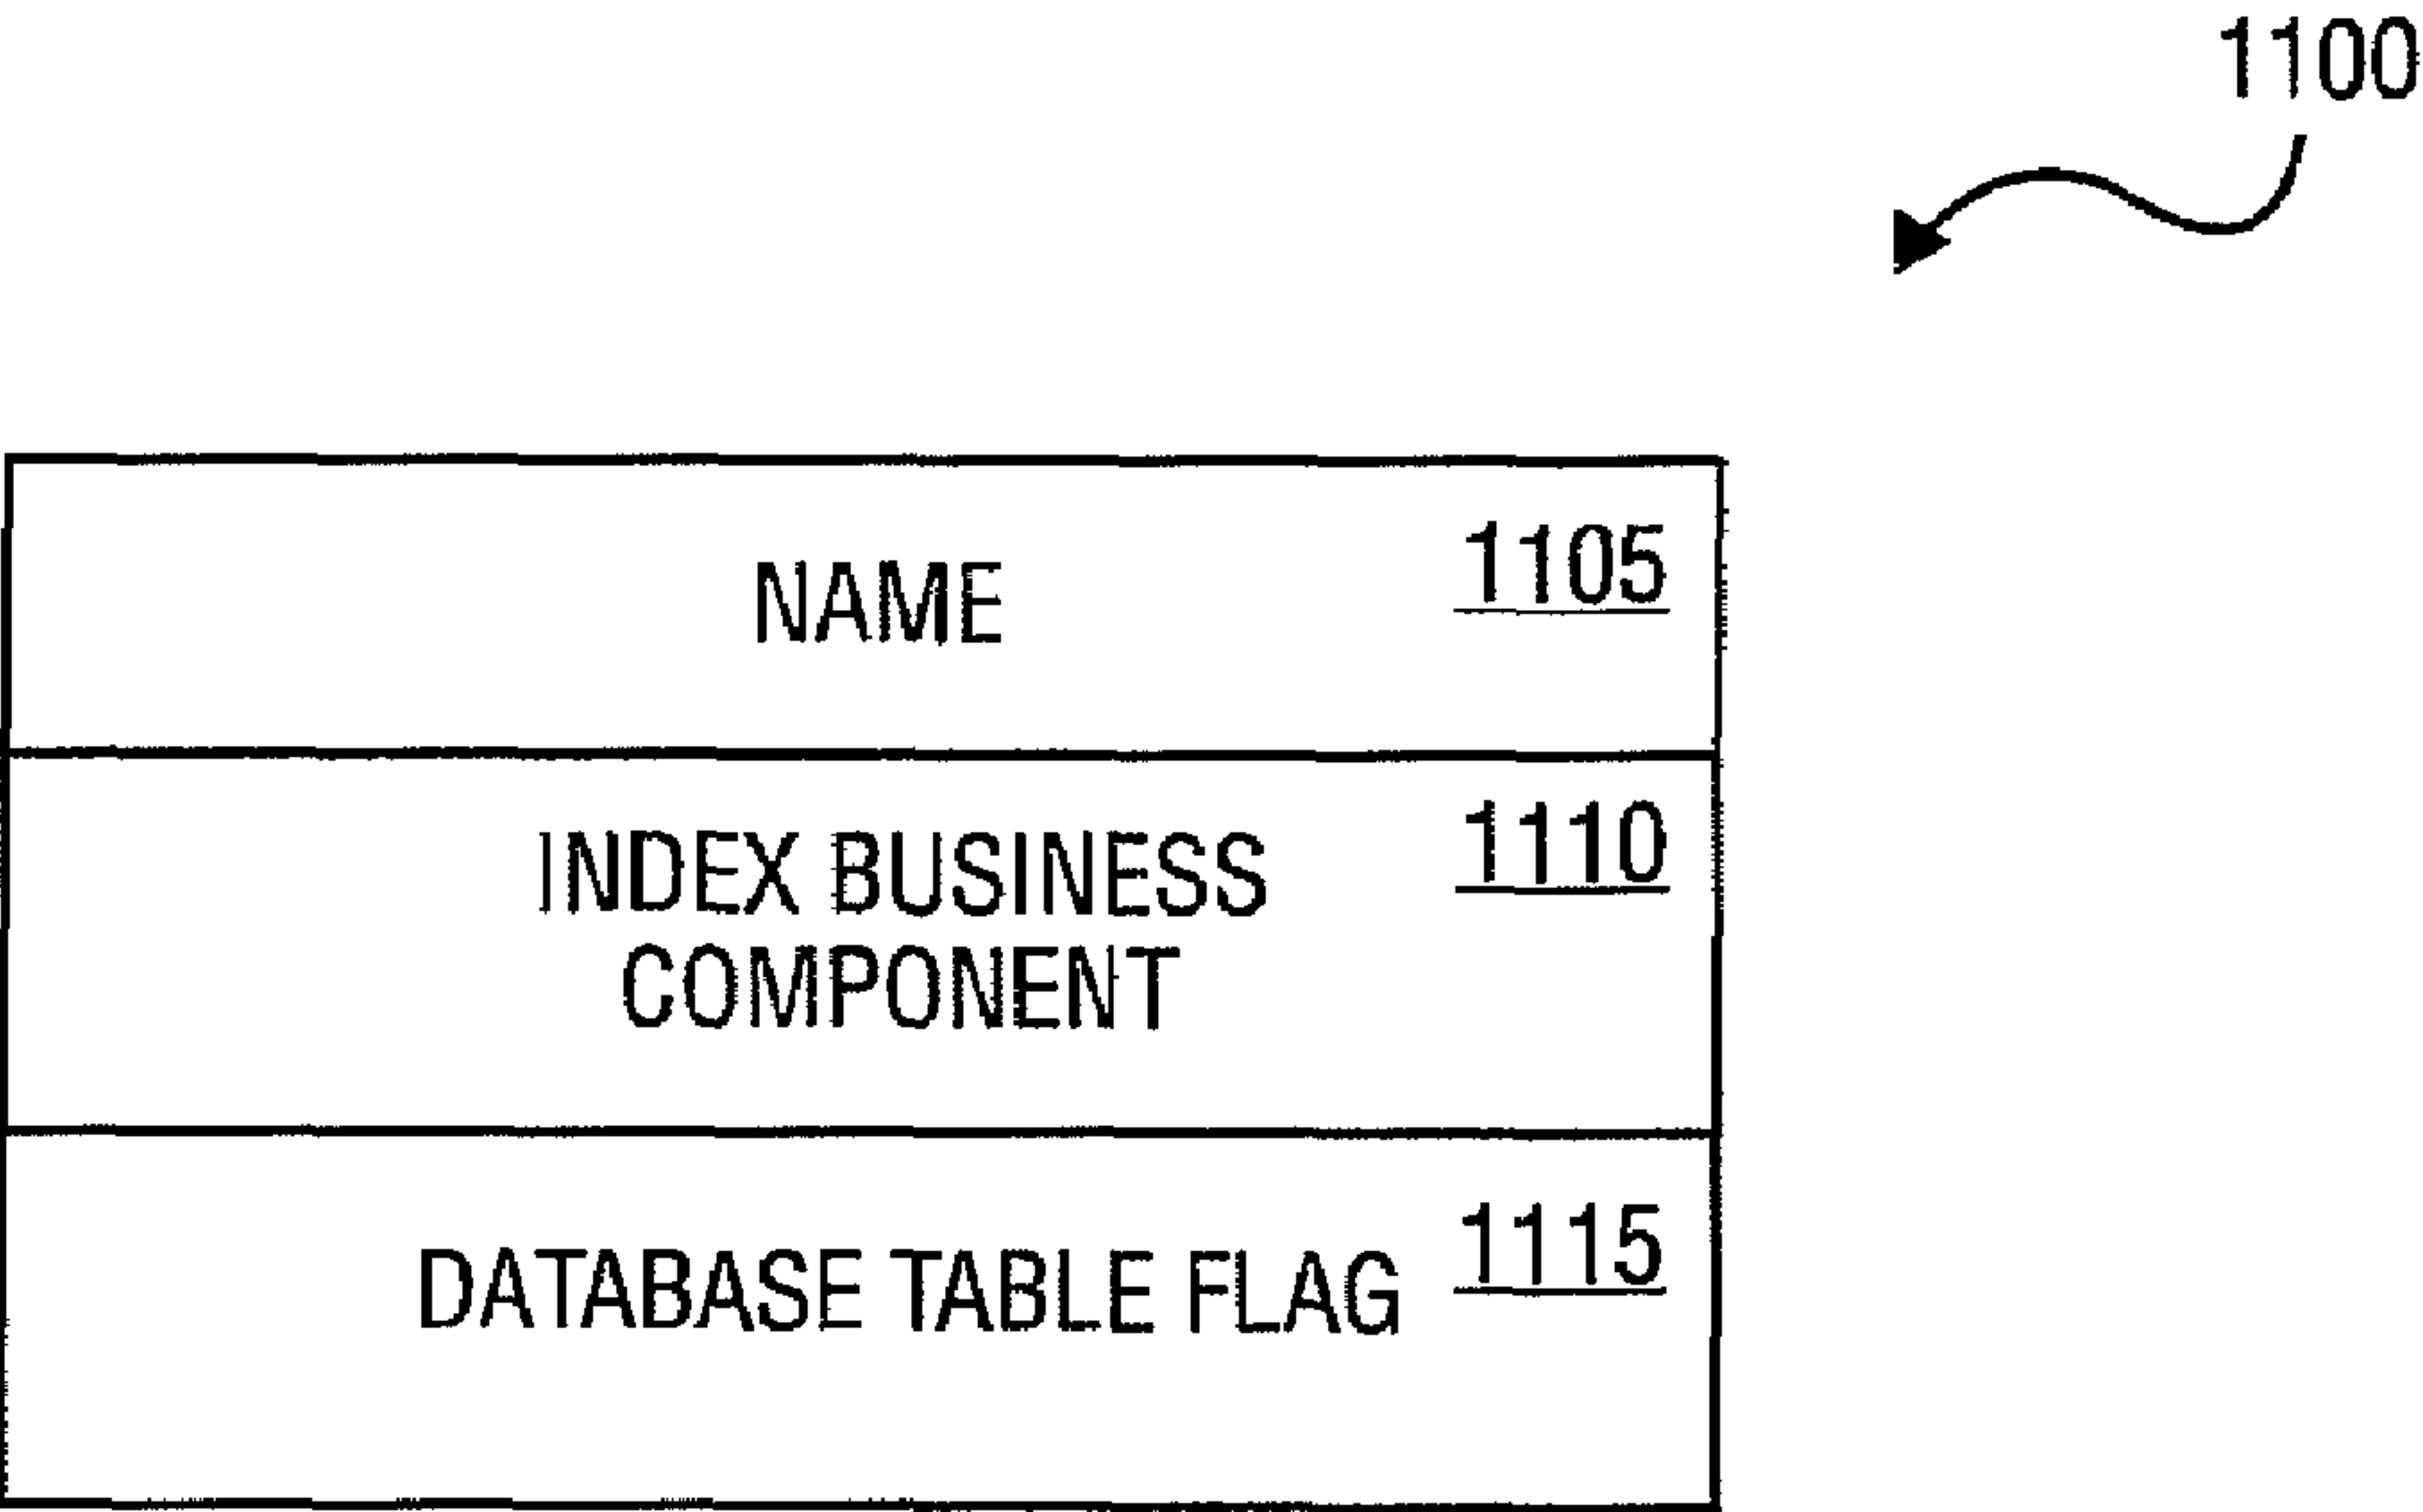 1100
NAME 1105
INDEX BUSINESS 1110
COMPONENT
DATABASE TABLE FLAG 1115